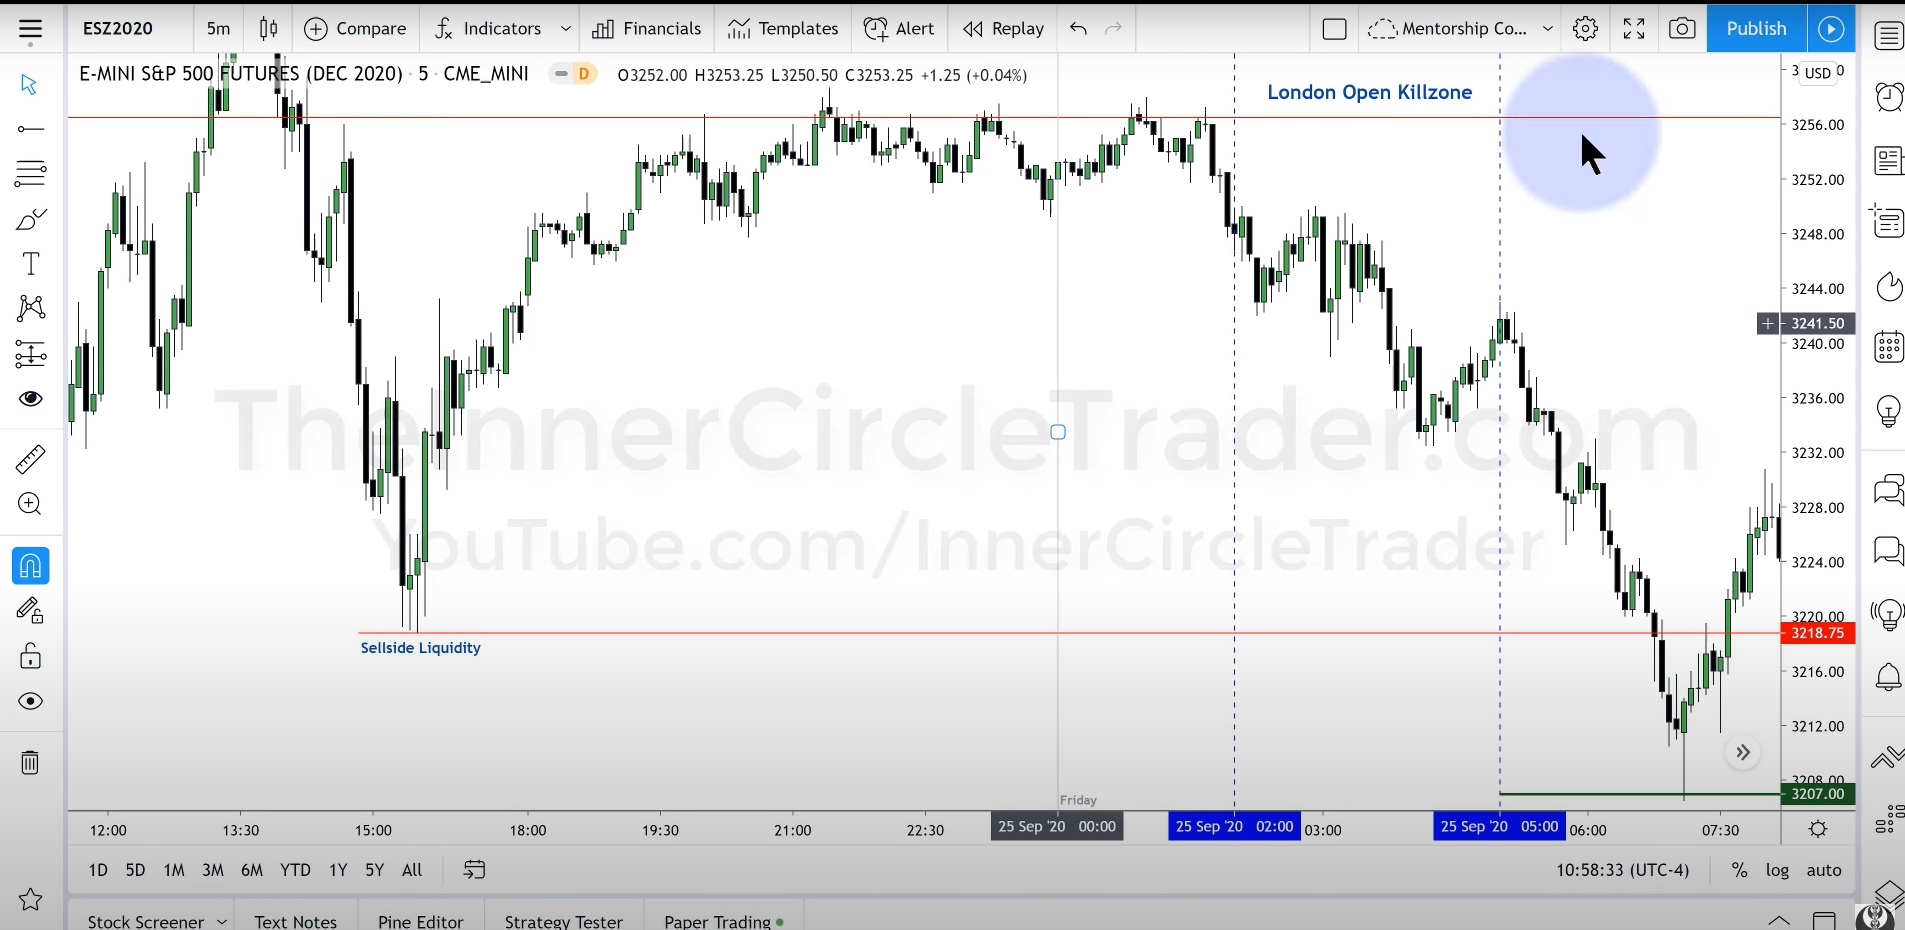 ESZ2020 5m Compare Indicators Financials Templates Alert Replay Mentorship Co... Publish
E-MINI S&P 500 FUTURES (DEC 2020) · 5 · CME_MINI D O3252.00 H3253.25 L3250.50 C3253.25 +1.25 (+0.04%)
USD
London Open Killzone
3256.00
3252.00
3248.00
3244.00
3241.50
3240.00
3236.00
TheInnerCircleTrader.com
3232.00
3228.00
YouTube.com/InnerCircleTrader
3224.00
3220.00
3218.75
Sellside Liquidity
3216.00
3212.00
3208.00
3207.00
Friday
12:00 13:30 15:00 18:00 19:30 21:00 22:30 25 Sep '20 00:00 25 Sep '20 02:00 03:00 25 Sep '20 05:00 06:00 07:30
1D 5D 1M 3M 6M YTD 1Y 5Y All 10:58:33 (UTC-4) % log auto
Stock Screener Text Notes Pine Editor Strategy Tester Paper Trading